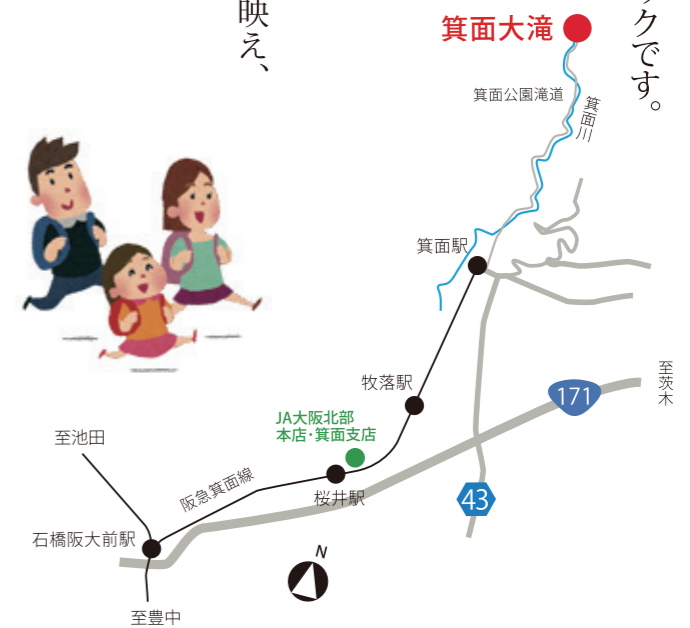 クです。
映え、
箕面大滝
箕面公園滝道
箕面川
箕面駅
牧落駅
至茨木
171
JA大阪北部
本店・箕面支店
至池田
阪急箕面線
桜井駅
43
石橋阪大前駅
N
至豊中